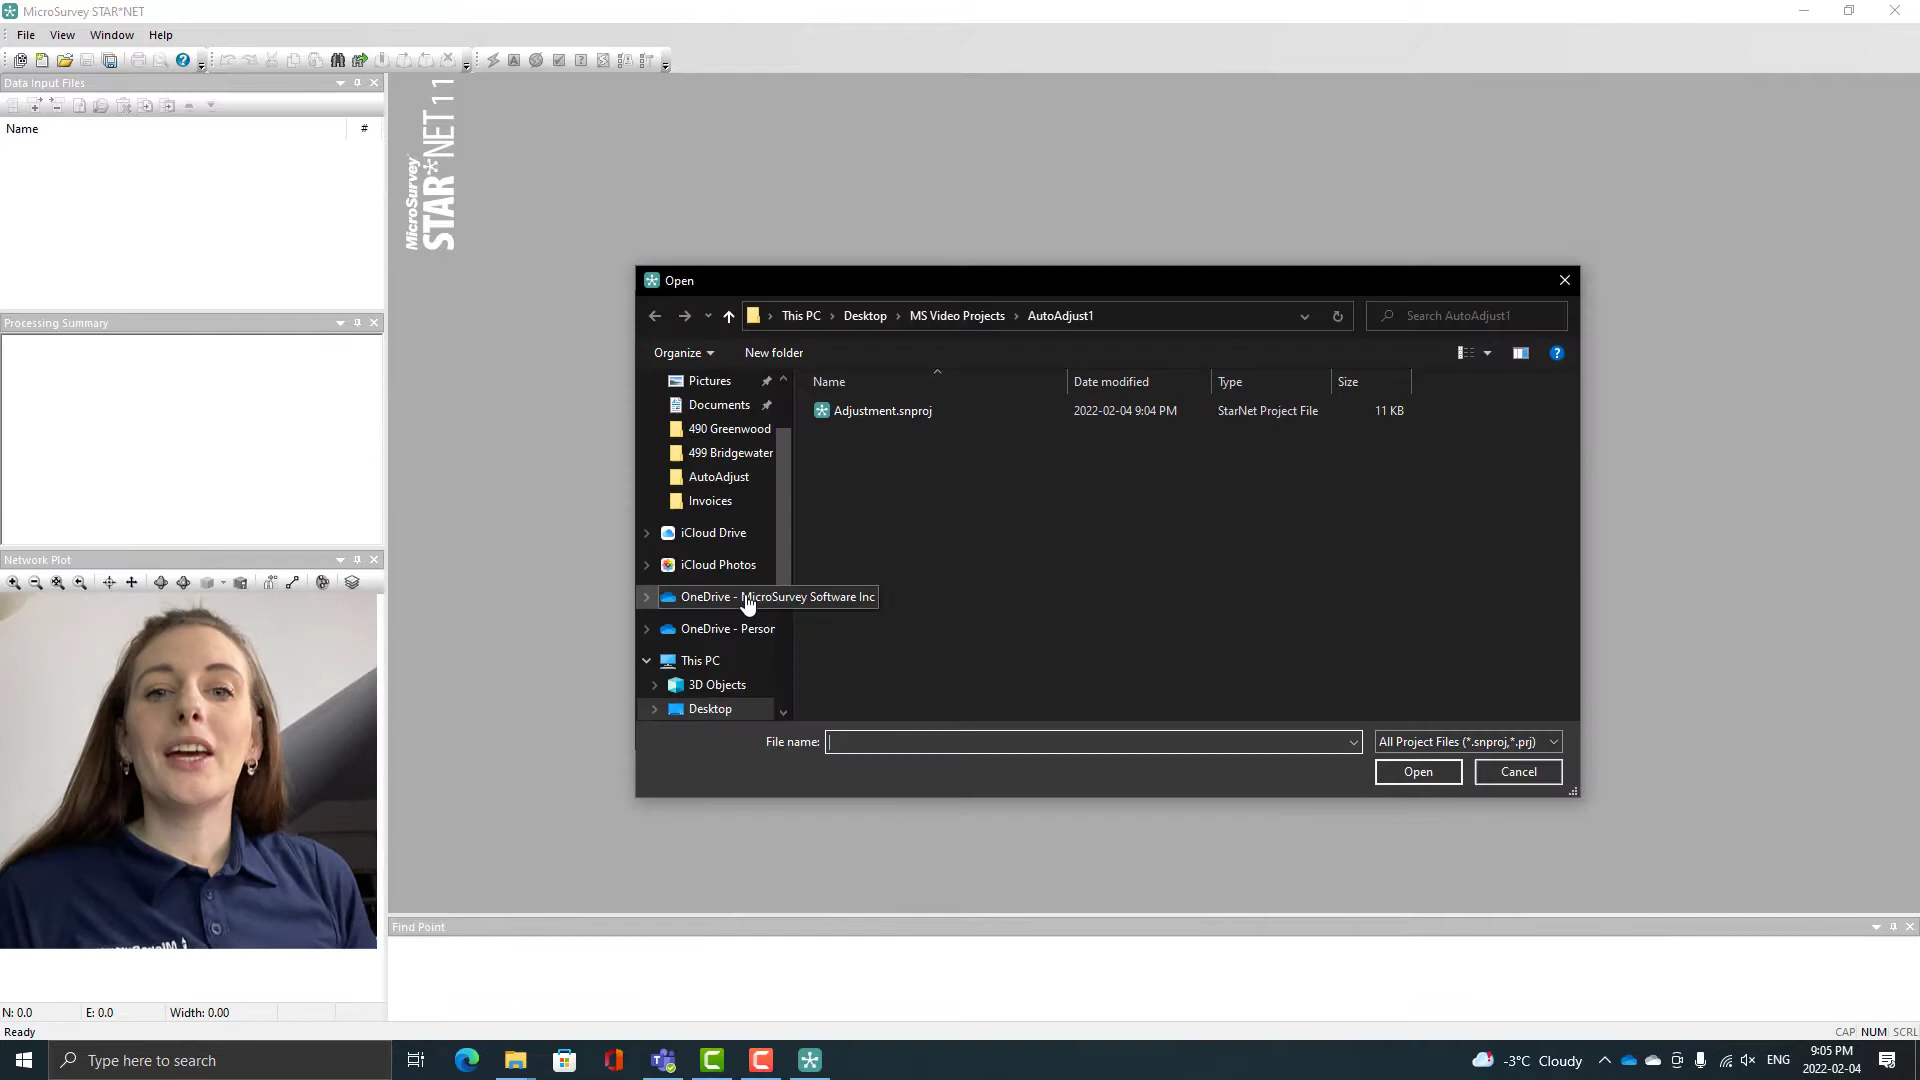 MicroSurvey STAR*NET
File View Window Help
Data Input Files
Name #
MicroSurvey
STAR*NET 11
Processing Summary
Network Plot
N: 0.0 E: 0.0 Width: 0.00
Ready
Open
This PC Desktop MS Video Projects AutoAdjust1
Search AutoAdjust1
Organize New folder
Name Date modified Type Size
Adjustment.snproj 2022-02-04 9:04 PM StarNet Project File 11 KB
Pictures
Documents
490 Greenwood
499 Bridgewater
AutoAdjust
Invoices
iCloud Drive
iCloud Photos
OneDrive - MicroSurvey Software Inc
OneDrive - Person
This PC
3D Objects
Desktop
File name:
All Project Files (*.snproj,*.prj)
Open Cancel
Find Point
CAP NUM SCRL
Type here to search
-3°C Cloudy
ENG
9:05 PM
2022-02-04